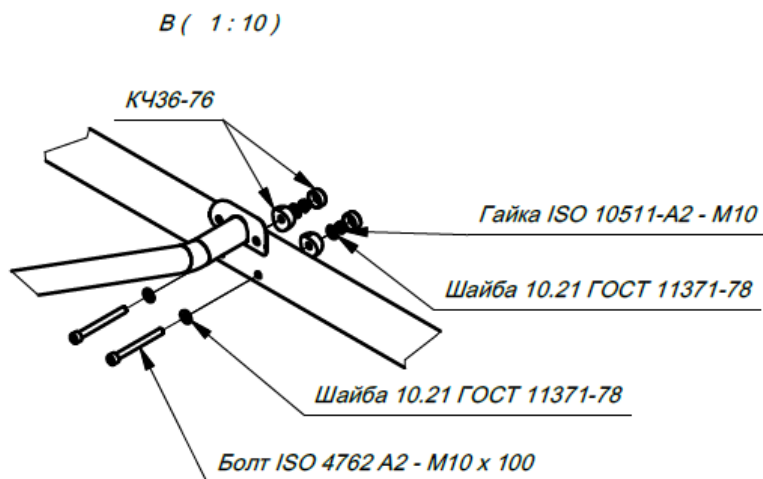 В ( 1 : 10 )
КЧ36-76
Гайка ISO 10511-A2 - M10
Шайба 10.21 ГОСТ 11371-78
Шайба 10.21 ГОСТ 11371-78
Болт ISO 4762 A2 - M10 x 100